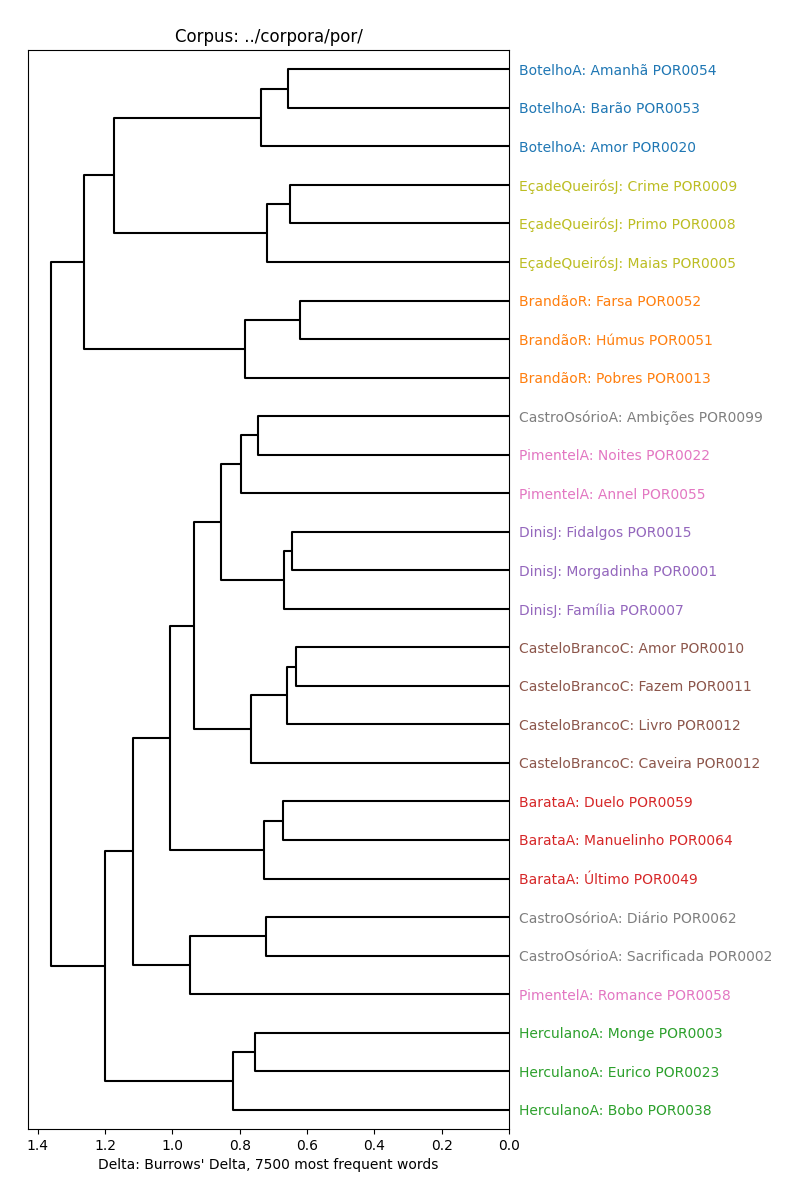 Corpus: ../corpora/por/
BotelhoA: Amanhã POR0054
BotelhoA: Barão POR0053
BotelhoA: Amor POR0020
EçadeQueirósJ: Crime POR0009
EçadeQueirósJ: Primo POR0008
EçadeQueirósJ: Maias POR0005
BrandãoR: Farsa POR0052
BrandãoR: Húmus POR0051
BrandãoR: Pobres POR0013
CastroOsórioA: Ambições POR0099
PimentelA: Noites POR0022
PimentelA: Annel POR0055
DinisJ: Fidalgos POR0015
DinisJ: Morgadinha POR0001
DinisJ: Família POR0007
CasteloBrancoC: Amor POR0010
CasteloBrancoC: Fazem POR0011
CasteloBrancoC: Livro POR0012
CasteloBrancoC: Caveira POR0012
BarataA: Duelo POR0059
BarataA: Manuelinho POR0064
BarataA: Último POR0049
CastroOsórioA: Diário POR0062
CastroOsórioA: Sacrificada POR0002
PimentelA: Romance POR0058
HerculanoA: Monge POR0003
HerculanoA: Eurico POR0023
HerculanoA: Bobo POR0038
1.4 1.2 1.0 0.8 0.6 0.4 0.2 0.0
Delta: Burrows' Delta, 7500 most frequent words